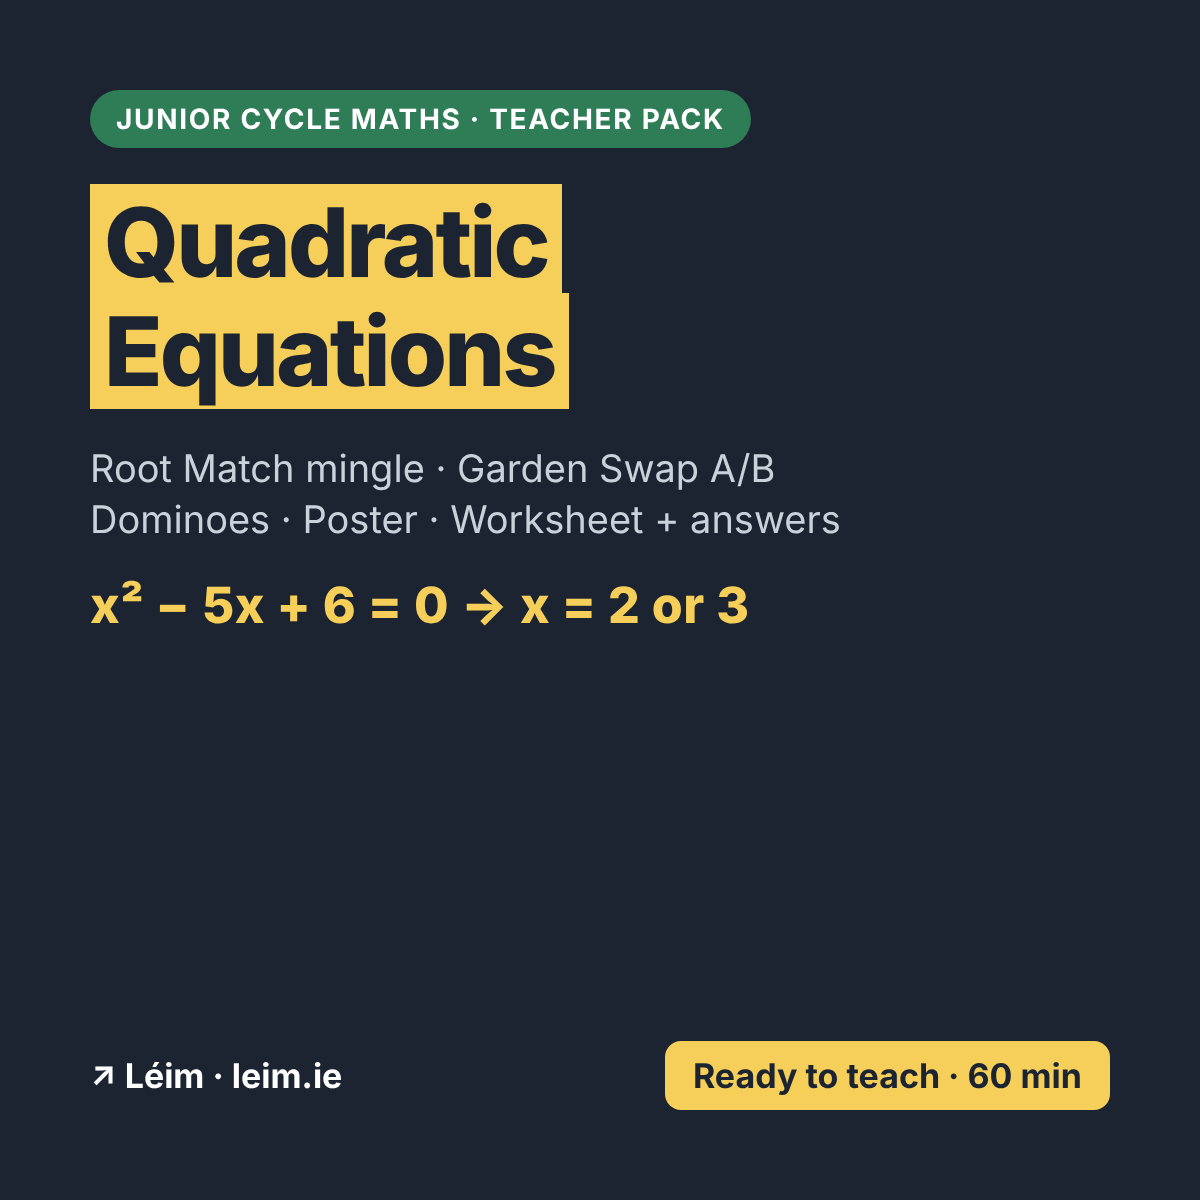 JUNIOR CYCLE MATHS · TEACHER PACK
Quadratic
Equations
Root Match mingle · Garden Swap A/B
Dominoes · Poster · Worksheet + answers
x² − 5x + 6 = 0 → x = 2 or 3
↗ Léim · leim.ie
Ready to teach · 60 min